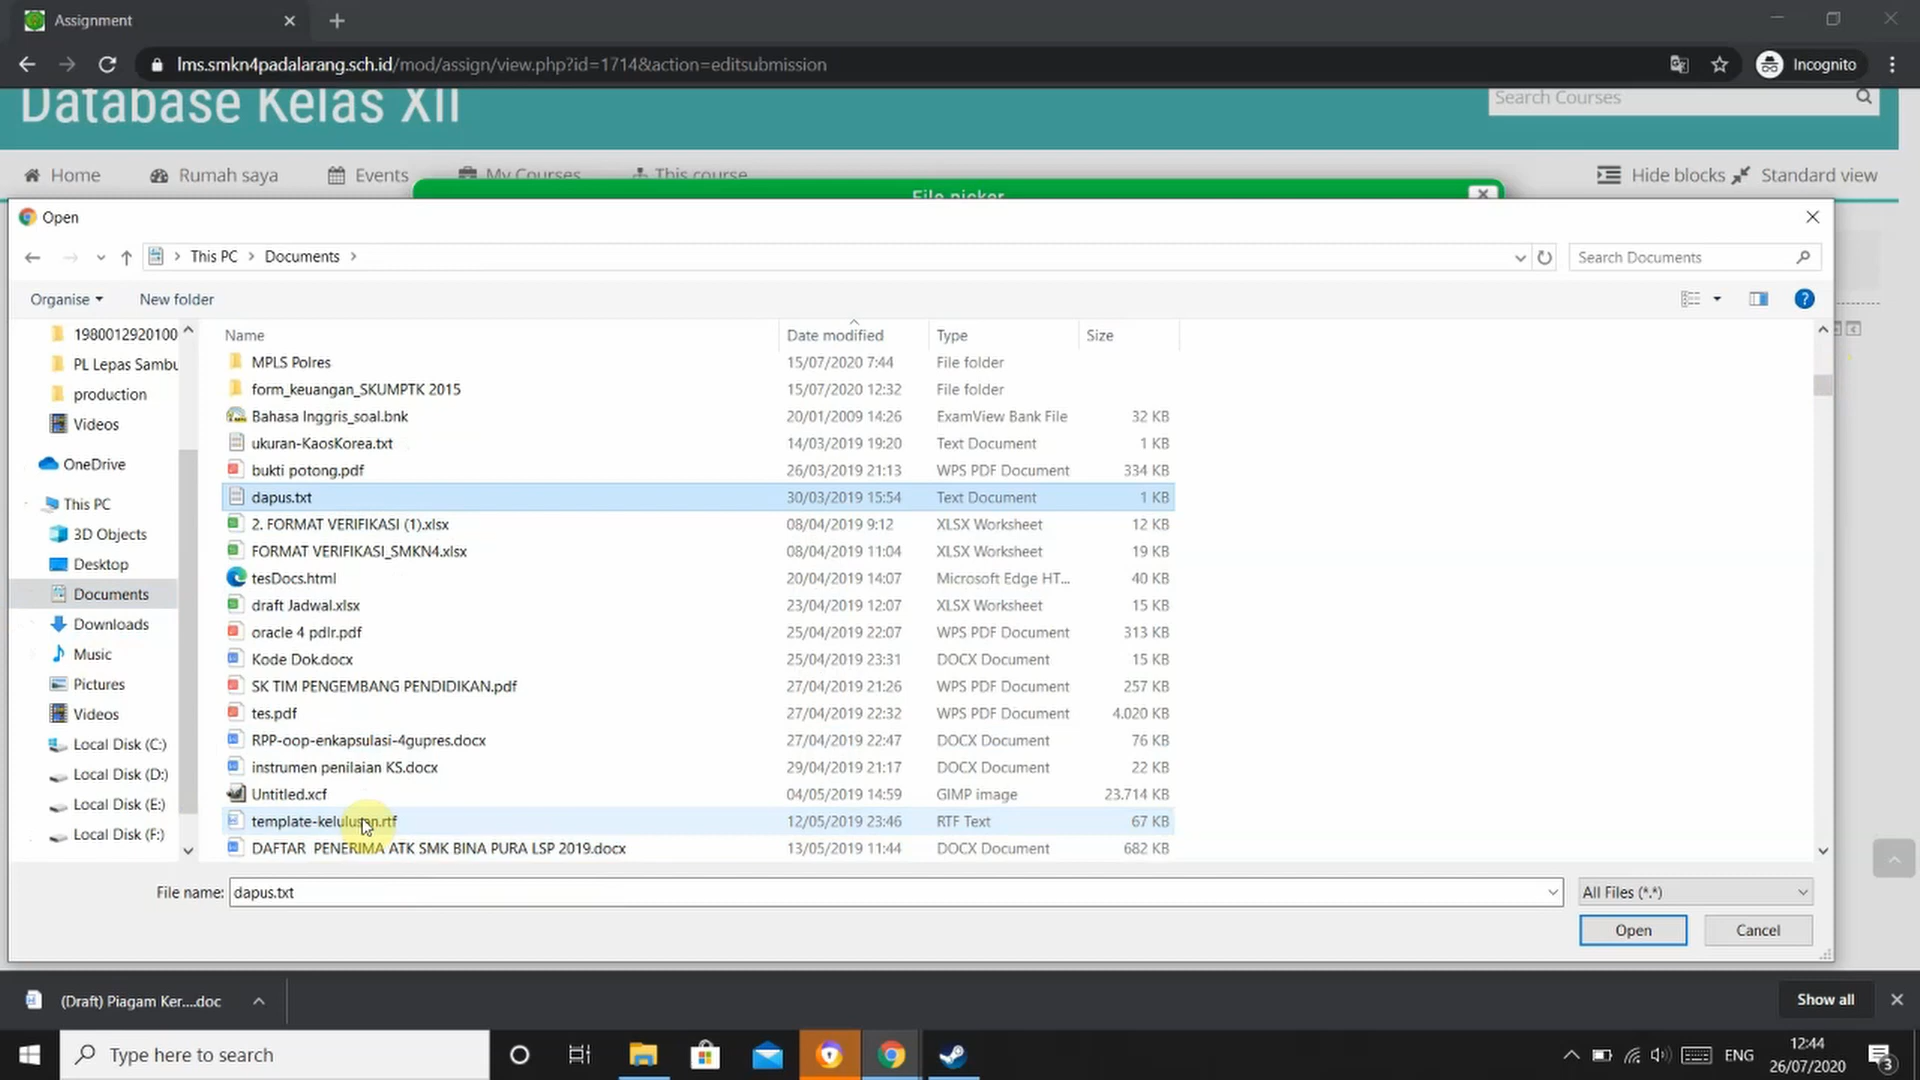 Assignment
lms.smkn4padalarang.sch.id/mod/assign/view.php?id=1714&action=editsubmission
Incognito
Database Kelas XII
Search Courses
Home
Rumah saya
Events
My Courses
This course
Hide blocks
Standard view
File picker
Open
This PC > Documents >
Search Documents
Organise
New folder
Name
Date modified
Type
Size
1980012920100
PL Lepas Sambu
production
Videos
OneDrive
This PC
3D Objects
Desktop
Documents
Downloads
Music
Pictures
Videos
Local Disk (C:)
Local Disk (D:)
Local Disk (E:)
Local Disk (F:)
MPLS Polres 15/07/2020 7:44 File folder
form_keuangan_SKUMPTK 2015 15/07/2020 12:32 File folder
Bahasa Inggris_soal.bnk 20/01/2009 14:26 ExamView Bank File 32 KB
ukuran-KaosKorea.txt 14/03/2019 19:20 Text Document 1 KB
bukti potong.pdf 26/03/2019 21:13 WPS PDF Document 334 KB
dapus.txt 30/03/2019 15:54 Text Document 1 KB
2. FORMAT VERIFIKASI (1).xlsx 08/04/2019 9:12 XLSX Worksheet 12 KB
FORMAT VERIFIKASI_SMKN4.xlsx 08/04/2019 11:04 XLSX Worksheet 19 KB
tesDocs.html 20/04/2019 14:07 Microsoft Edge HT... 40 KB
draft Jadwal.xlsx 23/04/2019 12:07 XLSX Worksheet 15 KB
oracle 4 pdlr.pdf 25/04/2019 22:07 WPS PDF Document 313 KB
Kode Dok.docx 25/04/2019 23:31 DOCX Document 15 KB
SK TIM PENGEMBANG PENDIDIKAN.pdf 27/04/2019 21:26 WPS PDF Document 257 KB
tes.pdf 27/04/2019 22:32 WPS PDF Document 4.020 KB
RPP-oop-enkapsulasi-4gupres.docx 27/04/2019 22:47 DOCX Document 76 KB
instrumen penilaian KS.docx 29/04/2019 21:17 DOCX Document 22 KB
Untitled.xcf 04/05/2019 14:59 GIMP image 23.714 KB
template-kelulusan.rtf 12/05/2019 23:46 RTF Text 67 KB
DAFTAR PENERIMA ATK SMK BINA PURA LSP 2019.docx 13/05/2019 11:44 DOCX Document 682 KB
File name: dapus.txt
All Files (*.*)
Open
Cancel
(Draft) Piagam Ker....doc
Show all
Type here to search
ENG
12:44
26/07/2020
3